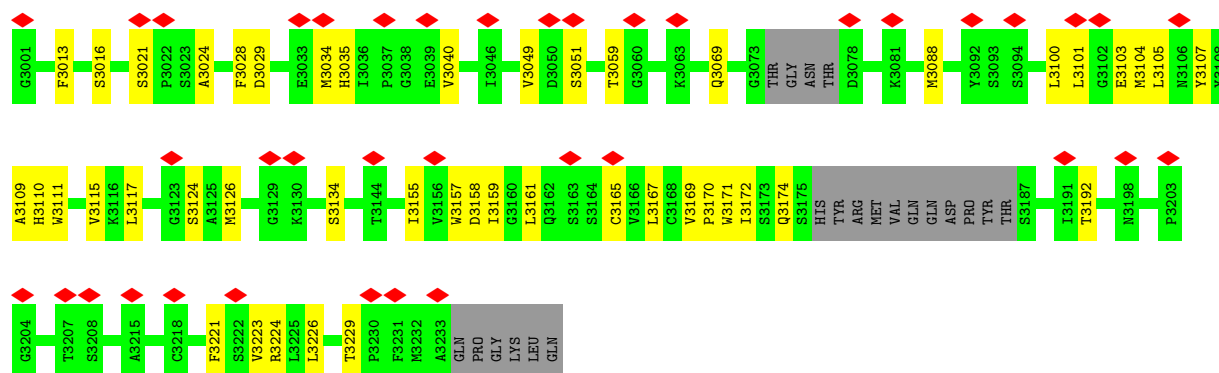 G3001 F3013 S3016 S3021 P3022 S3023 A3024 F3028 D3029 E3033 M3034 H3035 I3036 P3037 G3038 E3039 V3040 I3046 V3049 D3050 S3051 T3059 G3060 K3063 Q3069 G3073 THR GLY ASN THR D3078 K3081 M3088 Y3092 S3093 S3094 L3100 L3101 G3102 E3103 M3104 L3105 N3106 Y3107
A3109 H3110 W3111 V3115 K3116 L3117 G3123 S3124 A3125 M3126 G3129 K3130 S3134 T3144 I3155 V3156 W3157 D3158 I3159 G3160 L3161 Q3162 S3163 S3164 C3165 V3166 L3167 C3168 V3169 P3170 W3171 I3172 S3173 Q3174 S3175 HIS TYR ARG MET VAL GLN GLN ASP PRO TYR THR S3187 I3191 T3192 N3198 P3203
G3204 T3207 S3208 A3215 C3218 F3221 S3222 V3223 R3224 L3225 L3226 T3229 P3230 F3231 M3232 A3233 GLN PRO GLY LYS LEU GLN